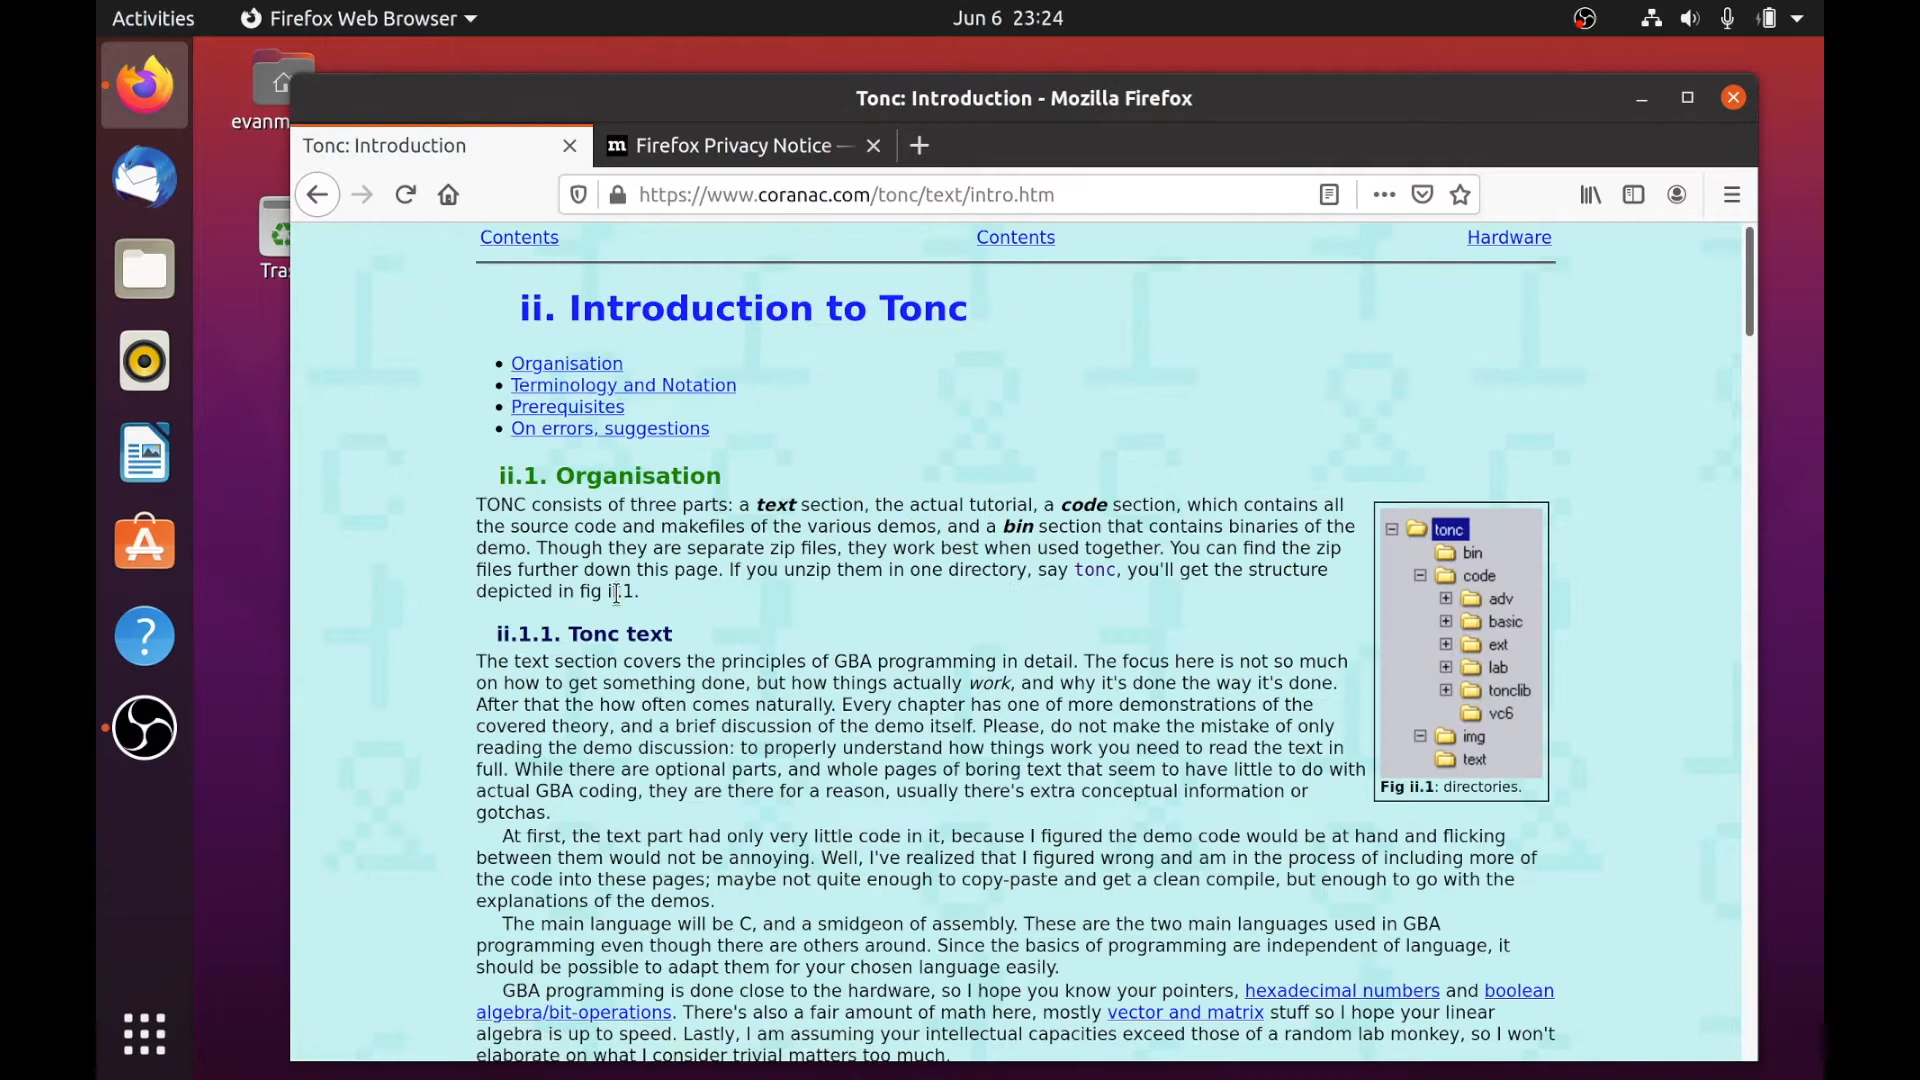 Activities
Firefox Web Browser
Jun 6 23:24
evanm
Tra
Tonc: Introduction - Mozilla Firefox
Tonc: Introduction
m Firefox Privacy Notice —
https://www.coranac.com/tonc/text/intro.htm
Contents Contents Hardware
ii. Introduction to Tonc
• Organisation
• Terminology and Notation
• Prerequisites
• On errors, suggestions
ii.1. Organisation
TONC consists of three parts: a text section, the actual tutorial, a code section, which contains all
the source code and makefiles of the various demos, and a bin section that contains binaries of the
demo. Though they are separate zip files, they work best when used together. You can find the zip
files further down this page. If you unzip them in one directory, say tonc, you'll get the structure
depicted in fig ii.1.
tonc
bin
code
adv
basic
ext
lab
tonclib
vc6
img
text
Fig ii.1: directories.
ii.1.1. Tonc text
The text section covers the principles of GBA programming in detail. The focus here is not so much
on how to get something done, but how things actually work, and why it's done the way it's done.
After that the how often comes naturally. Every chapter has one of more demonstrations of the
covered theory, and a brief discussion of the demo itself. Please, do not make the mistake of only
reading the demo discussion: to properly understand how things work you need to read the text in
full. While there are optional parts, and whole pages of boring text that seem to have little to do with
actual GBA coding, they are there for a reason, usually there's extra conceptual information or
gotchas.
At first, the text part had only very little code in it, because I figured the demo code would be at hand and flicking
between them would not be annoying. Well, I've realized that I figured wrong and am in the process of including more of
the code into these pages; maybe not quite enough to copy-paste and get a clean compile, but enough to go with the
explanations of the demos.
The main language will be C, and a smidgeon of assembly. These are the two main languages used in GBA
programming even though there are others around. Since the basics of programming are independent of language, it
should be possible to adapt them for your chosen language easily.
GBA programming is done close to the hardware, so I hope you know your pointers, hexadecimal numbers and boolean
algebra/bit-operations. There's also a fair amount of math here, mostly vector and matrix stuff so I hope your linear
algebra is up to speed. Lastly, I am assuming your intellectual capacities exceed those of a random lab monkey, so I won't
elaborate on what I consider trivial matters too much.